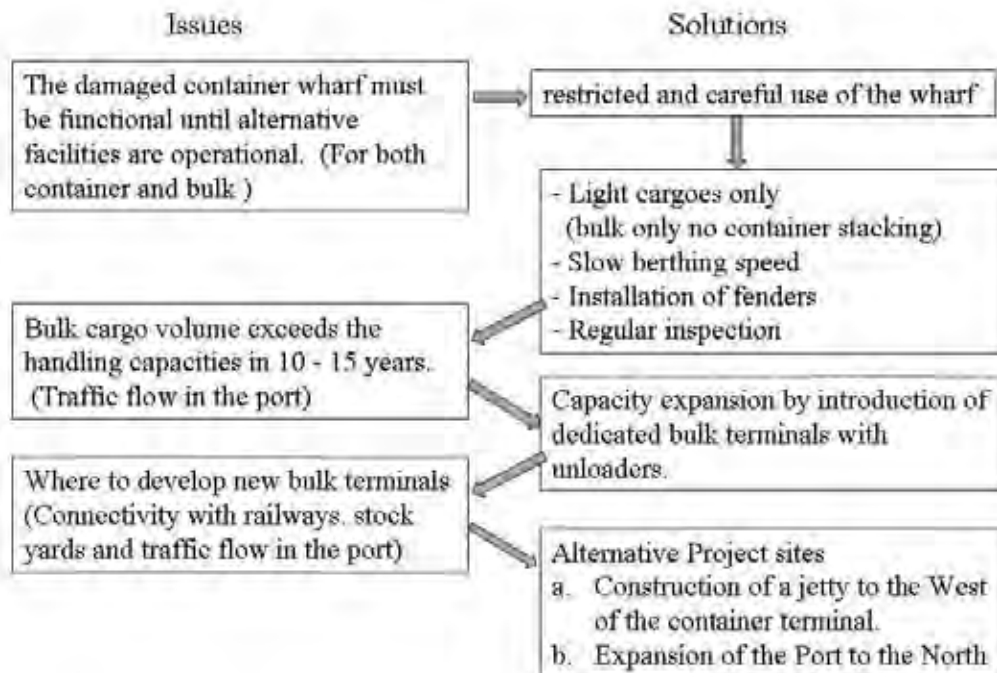 Issues
Solutions
The damaged container wharf must
be functional until alternative
facilities are operational. (For both
container and bulk )
restricted and careful use of the wharf
- Light cargoes only
(bulk only no container stacking)
- Slow berthing speed
- Installation of fenders
- Regular inspection
Bulk cargo volume exceeds the
handling capacities in 10 - 15 years.
(Traffic flow in the port)
Capacity expansion by introduction of
dedicated bulk terminals with
unloaders.
Where to develop new bulk terminals
(Connectivity with railways. stock
yards and traffic flow in the port)
Alternative Project sites
a. Construction of a jetty to the West
of the container terminal.
b. Expansion of the Port to the North